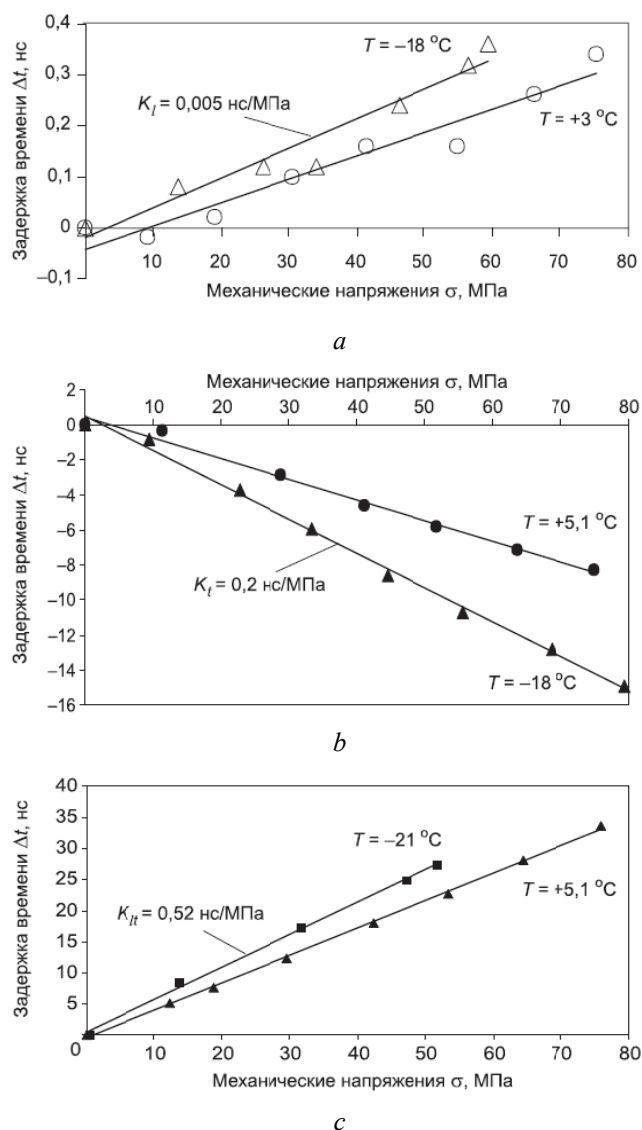 0,4
0,3
0,2
0,1
0
–0,1
Задержка времени Δt, нс
T = –18 °C
K_l = 0,005 нс/МПа
T = +3 °C
10 20 30 40 50 60 70 80
Механические напряжения σ, МПа
a
Механические напряжения σ, МПа
10 20 30 40 50 60 70 80
2
0
–2
–4
–6
–8
–10
–12
–14
–16
Задержка времени Δt, нс
T = +5,1 °C
K_t = 0,2 нс/МПа
T = –18 °C
b
40
35
30
25
20
15
10
5
0
Задержка времени Δt, нс
T = –21 °C
K_lt = 0,52 нс/МПа
T = +5,1 °C
10 20 30 40 50 60 70 80
Механические напряжения σ, МПа
c